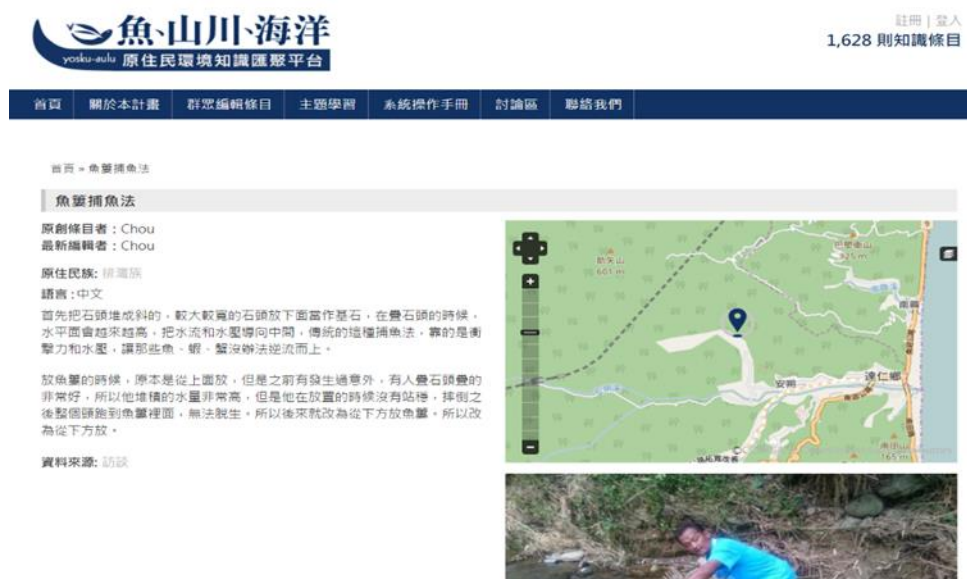 魚、山川、海洋
yosku-aulu 原住民環境知識匯聚平台
註冊 | 登入
1,628 則知識條目
首頁 關於本計畫 群眾編輯條目 主題學習 系統操作手冊 討論區 聯絡我們
首頁 » 魚簍捕魚法
魚簍捕魚法
原創條目者：Chou
最新編輯者：Chou
原住民族: 排灣族
語言：中文
首先把石頭堆成斜的，較大較寬的石頭放下面當作基石，在疊石頭的時候，
水平面會越來越高，把水流和水壓導向中間，傳統的這種捕魚法，靠的是衝
擊力和水壓，讓那些魚、蝦、蟹沒辦法逆流而上。
放魚簍的時候，原本是從上面放，但是之前有發生過意外，有人疊石頭疊的
非常好，所以他堆積的水量非常高，但是他在放置的時候沒有站穩，摔倒之
後整個頭跑到魚簍裡面，無法脫生。所以後來就改為從下方放魚簍。所以改
為從下方放。
資料來源: 訪談
601 m
325 m
南興
安朔
達仁鄉
165 m